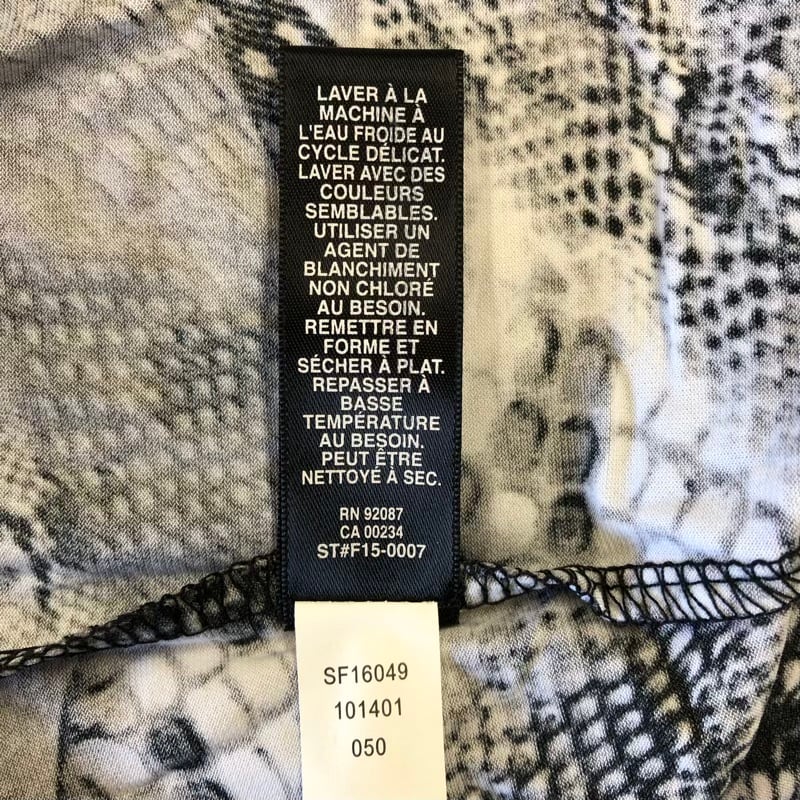 LAVER À LA
MACHINE À
L'EAU FROIDE AU
CYCLE DÉLICAT.
LAVER AVEC DES
COULEURS
SEMBLABLES.
UTILISER UN
AGENT DE
BLANCHIMENT
NON CHLORÉ
AU BESOIN.
REMETTRE EN
FORME ET
SÉCHER À PLAT.
REPASSER À
BASSE
TEMPÉRATURE
AU BESOIN.
PEUT ÊTRE
NETTOYÉ À SEC.
RN 92087
CA 00234
ST#F15-0007
SF16049
101401
050